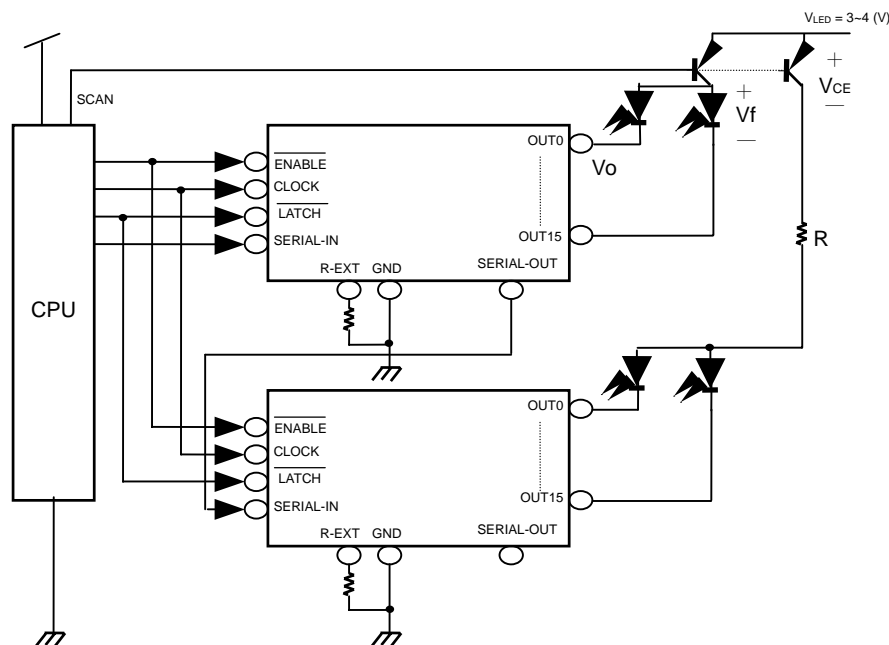 VLED = 3~4 (V)
SCAN
+
VCE
—
+
Vf
—
OUT0
Vo
ENABLE
CLOCK
LATCH
OUT15
SERIAL-IN
R-EXT GND SERIAL-OUT
R
CPU
OUT0
ENABLE
CLOCK
LATCH
OUT15
SERIAL-IN
R-EXT GND SERIAL-OUT